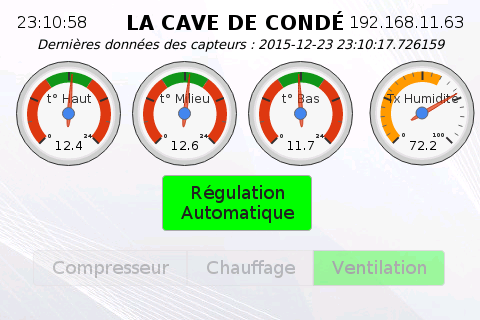 23:10:58 LA CAVE DE CONDÉ 192.168.11.63
Dernières données des capteurs : 2015-12-23 23:10:17.726159
t° Haut t° Milieu t° Bas Tx Humidité
0 24 0 24 0 24 0 100
12.4 12.6 11.7 72.2
Régulation
Automatique
Compresseur Chauffage Ventilation